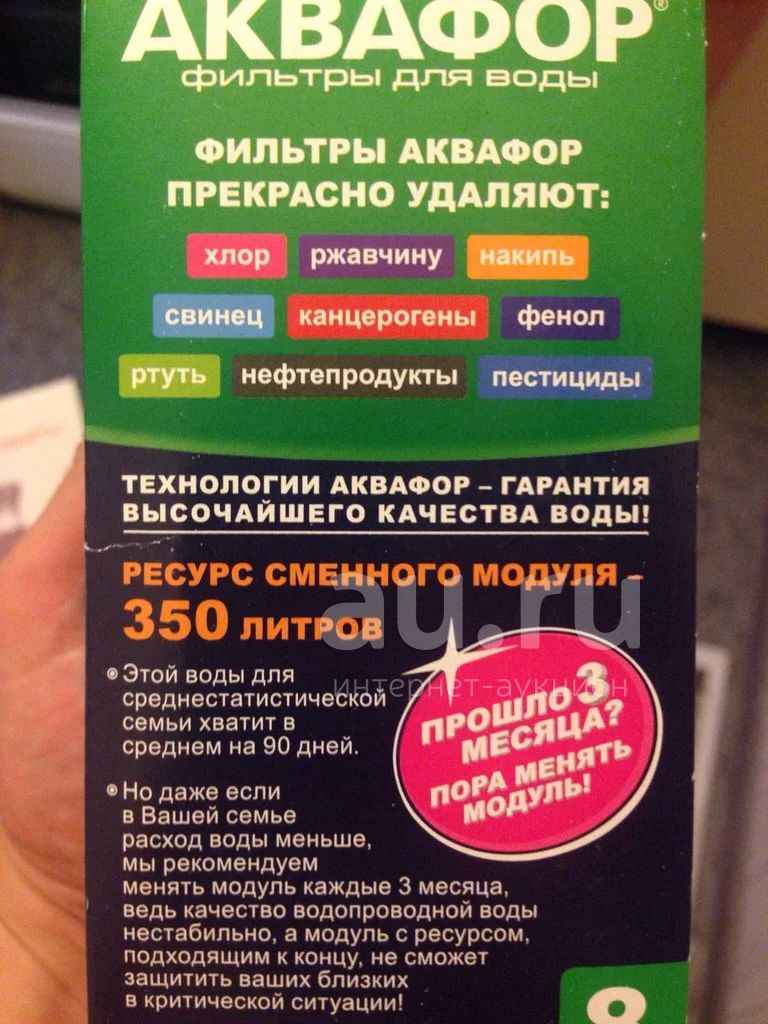 АКВАФОР®
фильтры для воды
ФИЛЬТРЫ АКВАФОР
ПРЕКРАСНО УДАЛЯЮТ:
хлор ржавчину накипь
свинец канцерогены фенол
ртуть нефтепродукты пестициды
ТЕХНОЛОГИИ АКВАФОР – ГАРАНТИЯ
ВЫСОЧАЙШЕГО КАЧЕСТВА ВОДЫ!
РЕСУРС СМЕННОГО МОДУЛЯ –
350 ЛИТРОВ
au.ru
интернет-аукцион
Этой воды для
среднестатистической
семьи хватит в
среднем на 90 дней.
ПРОШЛО 3
МЕСЯЦА?
ПОРА МЕНЯТЬ
МОДУЛЬ!
Но даже если
в Вашей семье
расход воды меньше,
мы рекомендуем
менять модуль каждые 3 месяца,
ведь качество водопроводной воды
нестабильно, а модуль с ресурсом,
подходящим к концу, не сможет
защитить ваших близких
в критической ситуации!